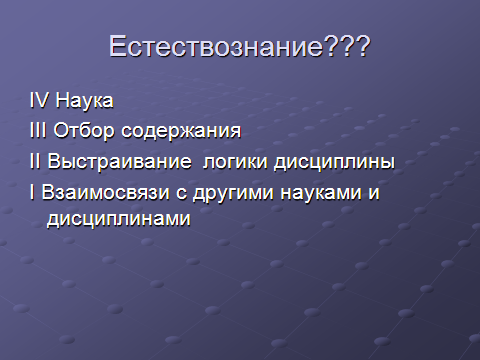 Естествознание???
IV Наука
III Отбор содержания
II Выстраивание логики дисциплины
I Взаимосвязи с другими науками и
дисциплинами